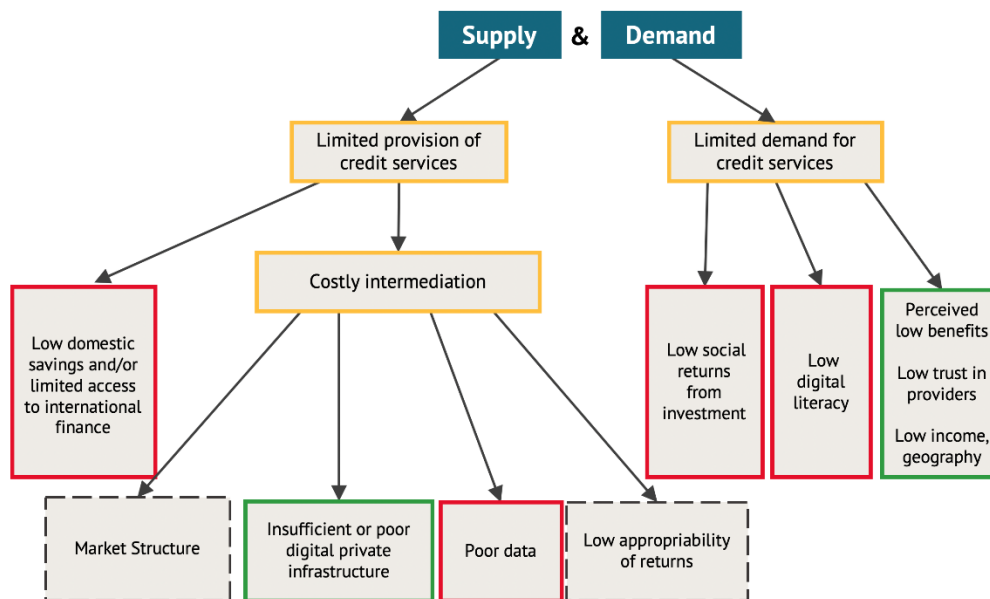 Supply & Demand
Limited provision of
credit services
Limited demand for
credit services
Costly intermediation
Low domestic
savings and/or
limited access
to international
finance
Low social
returns
from
investment
Low
digital
literacy
Perceived
low benefits
Low trust in
providers
Low income,
geography
Market Structure
Insufficient or poor
digital private
infrastructure
Poor data
Low appropriability
of returns